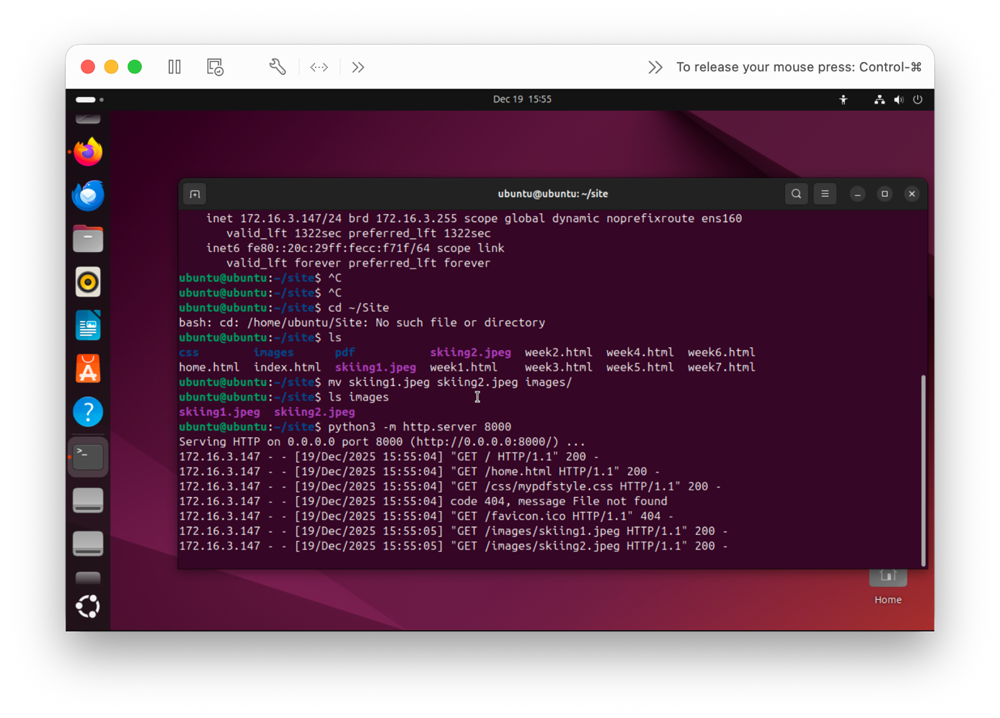 To release your mouse press: Control-⌘
Dec 19 15:55
ubuntu@ubuntu: ~/site
inet 172.16.3.147/24 brd 172.16.3.255 scope global dynamic noprefixroute ens160
valid_lft 1322sec preferred_lft 1322sec
inet6 fe80::20c:29ff:fecc:f71f/64 scope link
valid_lft forever preferred_lft forever
ubuntu@ubuntu:~/site$ ^C
ubuntu@ubuntu:~/site$ ^C
ubuntu@ubuntu:~/site$ cd ~/Site
bash: cd: /home/ubuntu/Site: No such file or directory
ubuntu@ubuntu:~/site$ ls
css images pdf skiing2.jpeg week2.html week4.html week6.html
home.html index.html skiing1.jpeg week1.html week3.html week5.html week7.html
ubuntu@ubuntu:~/site$ mv skiing1.jpeg skiing2.jpeg images/
ubuntu@ubuntu:~/site$ ls images
skiing1.jpeg skiing2.jpeg
ubuntu@ubuntu:~/site$ python3 -m http.server 8000
Serving HTTP on 0.0.0.0 port 8000 (http://0.0.0.0:8000/) ...
172.16.3.147 - - [19/Dec/2025 15:55:04] "GET / HTTP/1.1" 200 -
172.16.3.147 - - [19/Dec/2025 15:55:04] "GET /home.html HTTP/1.1" 200 -
172.16.3.147 - - [19/Dec/2025 15:55:04] "GET /css/mypdfstyle.css HTTP/1.1" 200 -
172.16.3.147 - - [19/Dec/2025 15:55:04] code 404, message File not found
172.16.3.147 - - [19/Dec/2025 15:55:04] "GET /favicon.ico HTTP/1.1" 404 -
172.16.3.147 - - [19/Dec/2025 15:55:05] "GET /images/skiing1.jpeg HTTP/1.1" 200 -
172.16.3.147 - - [19/Dec/2025 15:55:05] "GET /images/skiing2.jpeg HTTP/1.1" 200 -
Home